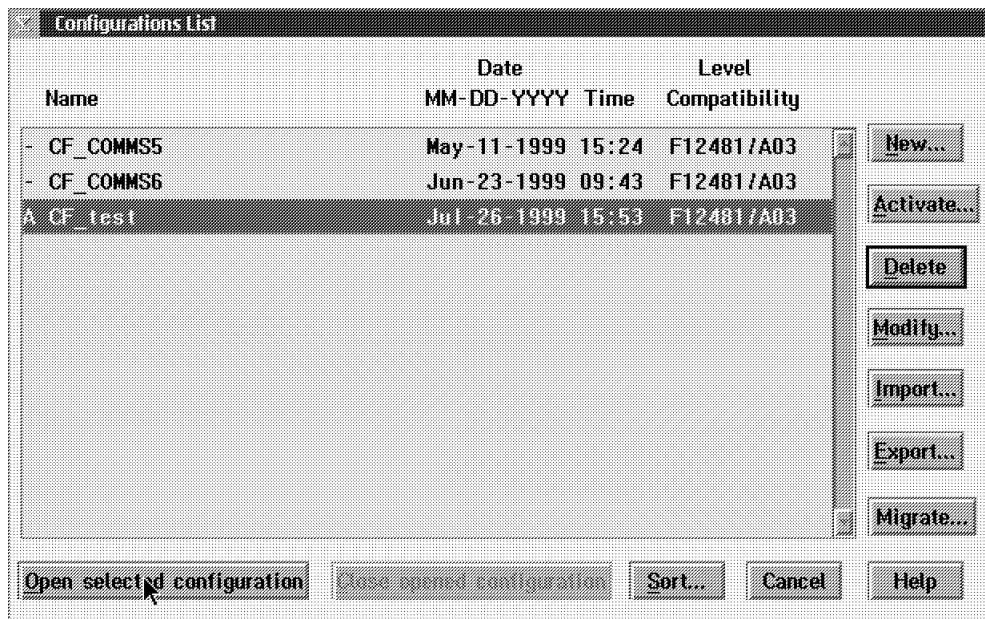 Configurations List
Date Level
Name MM-DD-YYYY Time Compatibility
- CF_COMMS5 May-11-1999 15:24 F12481/A03
- CF_COMMS6 Jun-23-1999 09:43 F12481/A03
A CF_test Jul-26-1999 15:53 F12481/A03
New...
Activate...
Delete
Modify...
Import...
Export...
Migrate...
Open selected configuration Close opened configuration Sort... Cancel Help